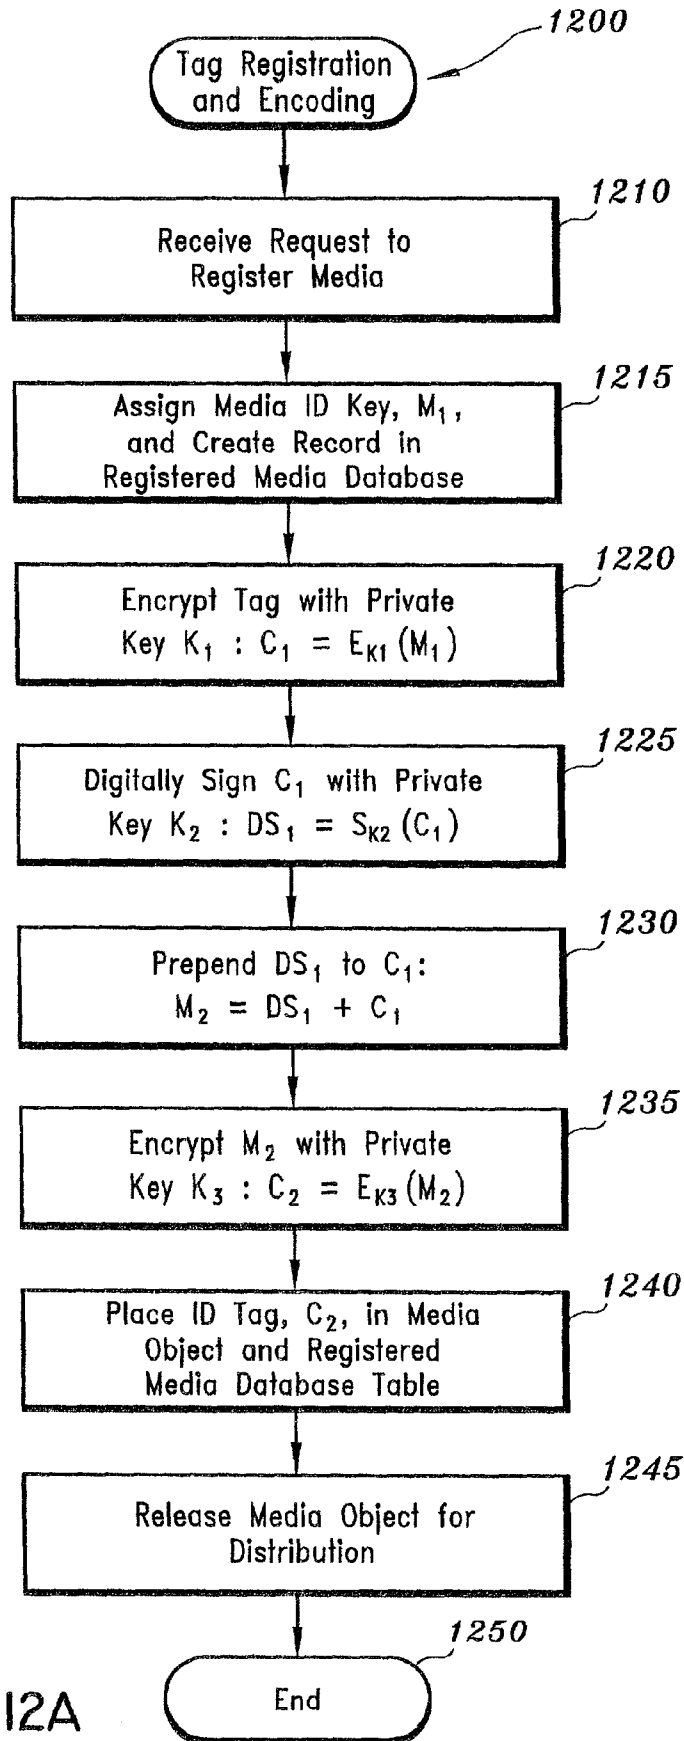 1200
Tag Registration
and Encoding
1210
Receive Request to
Register Media
1215
Assign Media ID Key, M₁,
and Create Record in
Registered Media Database
1220
Encrypt Tag with Private
Key K₁ : C₁ = E_K1 (M₁)
1225
Digitally Sign C₁ with Private
Key K₂ : DS₁ = S_K2 (C₁)
1230
Prepend DS₁ to C₁:
M₂ = DS₁ + C₁
1235
Encrypt M₂ with Private
Key K₃ : C₂ = E_K3 (M₂)
1240
Place ID Tag, C₂, in Media
Object and Registered
Media Database Table
1245
Release Media Object for
Distribution
1250
End
12A